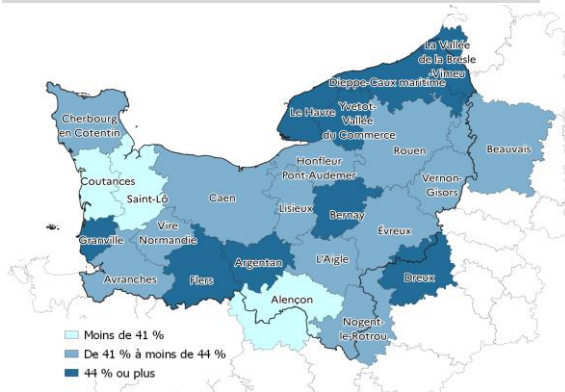 La Vallée
de la Bresle
-Vimeu
Dieppe-Caux maritime
Le Havre
Yvetot-
Vallée
du Commerce
Cherbourg
en Cotentin
Rouen
Beauvais
Honfleur
Pont-Audemer
Coutances
Saint-Lô
Caen
Lisieux
Vernon-
Gisors
Bernay
Évreux
Vire
Normandie
Granville
Argentan
L'Aigle
Avranches
Flers
Dreux
Alençon
Nogent-
le-Rotrou
Moins de 41 %
De 41 % à moins de 44 %
44 % ou plus